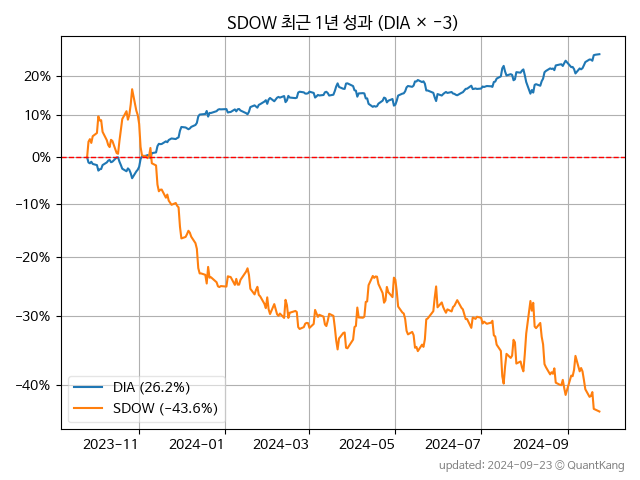 SDOW 최근 1년 성과 (DIA × −3)
20%
10%
0%
−10%
−20%
−30%
−40%
DIA (26.2%)
SDOW (−43.6%)
2023-11 2024-01 2024-03 2024-05 2024-07 2024-09
updated: 2024-09-23 © QuantKang